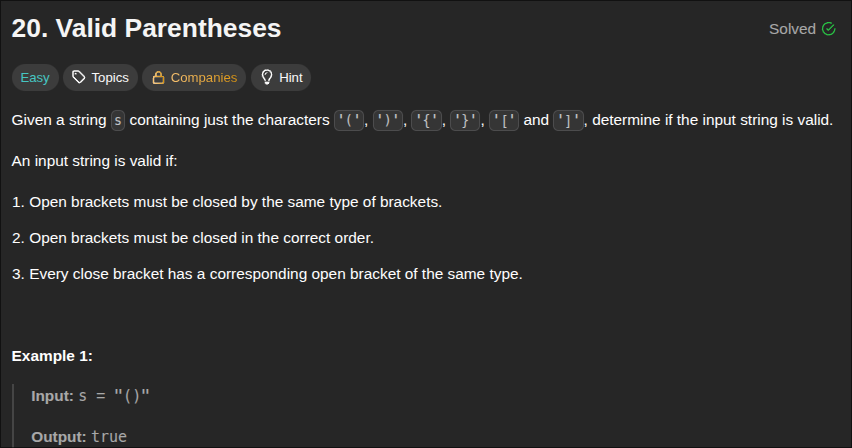 20. Valid Parentheses
Solved
Easy Topics Companies Hint
Given a string s containing just the characters '(', ')', '{', '}', '[' and ']', determine if the input string is valid.
An input string is valid if:
1. Open brackets must be closed by the same type of brackets.
2. Open brackets must be closed in the correct order.
3. Every close bracket has a corresponding open bracket of the same type.
Example 1:
Input: s = "()"
Output: true